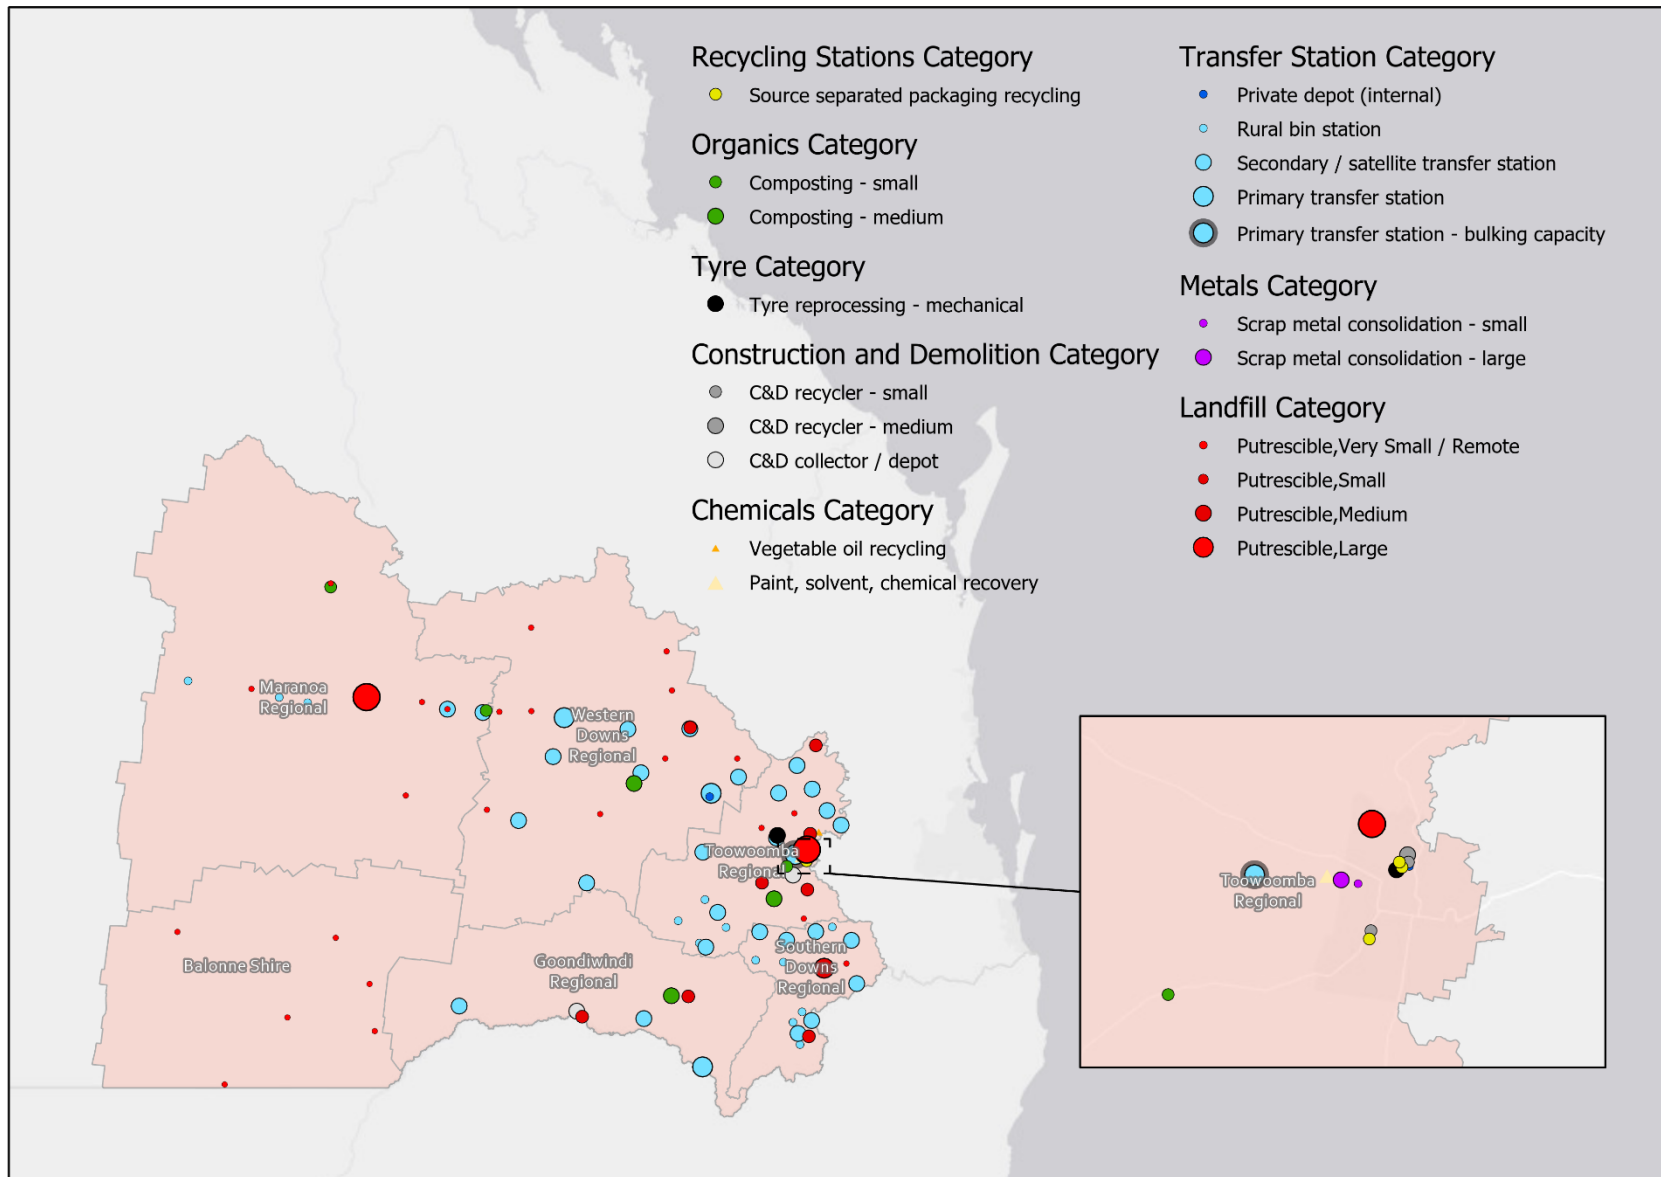 Recycling Stations Category
Source separated packaging recycling
Organics Category
Composting - small
Composting - medium
Tyre Category
Tyre reprocessing - mechanical
Construction and Demolition Category
C&D recycler - small
C&D recycler - medium
C&D collector / depot
Chemicals Category
Vegetable oil recycling
Paint, solvent, chemical recovery
Transfer Station Category
Private depot (internal)
Rural bin station
Secondary / satellite transfer station
Primary transfer station
Primary transfer station - bulking capacity
Metals Category
Scrap metal consolidation - small
Scrap metal consolidation - large
Landfill Category
Putrescible,Very Small / Remote
Putrescible,Small
Putrescible,Medium
Putrescible,Large
Maranoa
Regional
Western
Downs
Regional
Toowoomba
Regional
Balonne Shire
Goondiwindi
Regional
Southern
Downs
Regional
Toowoomba
Regional